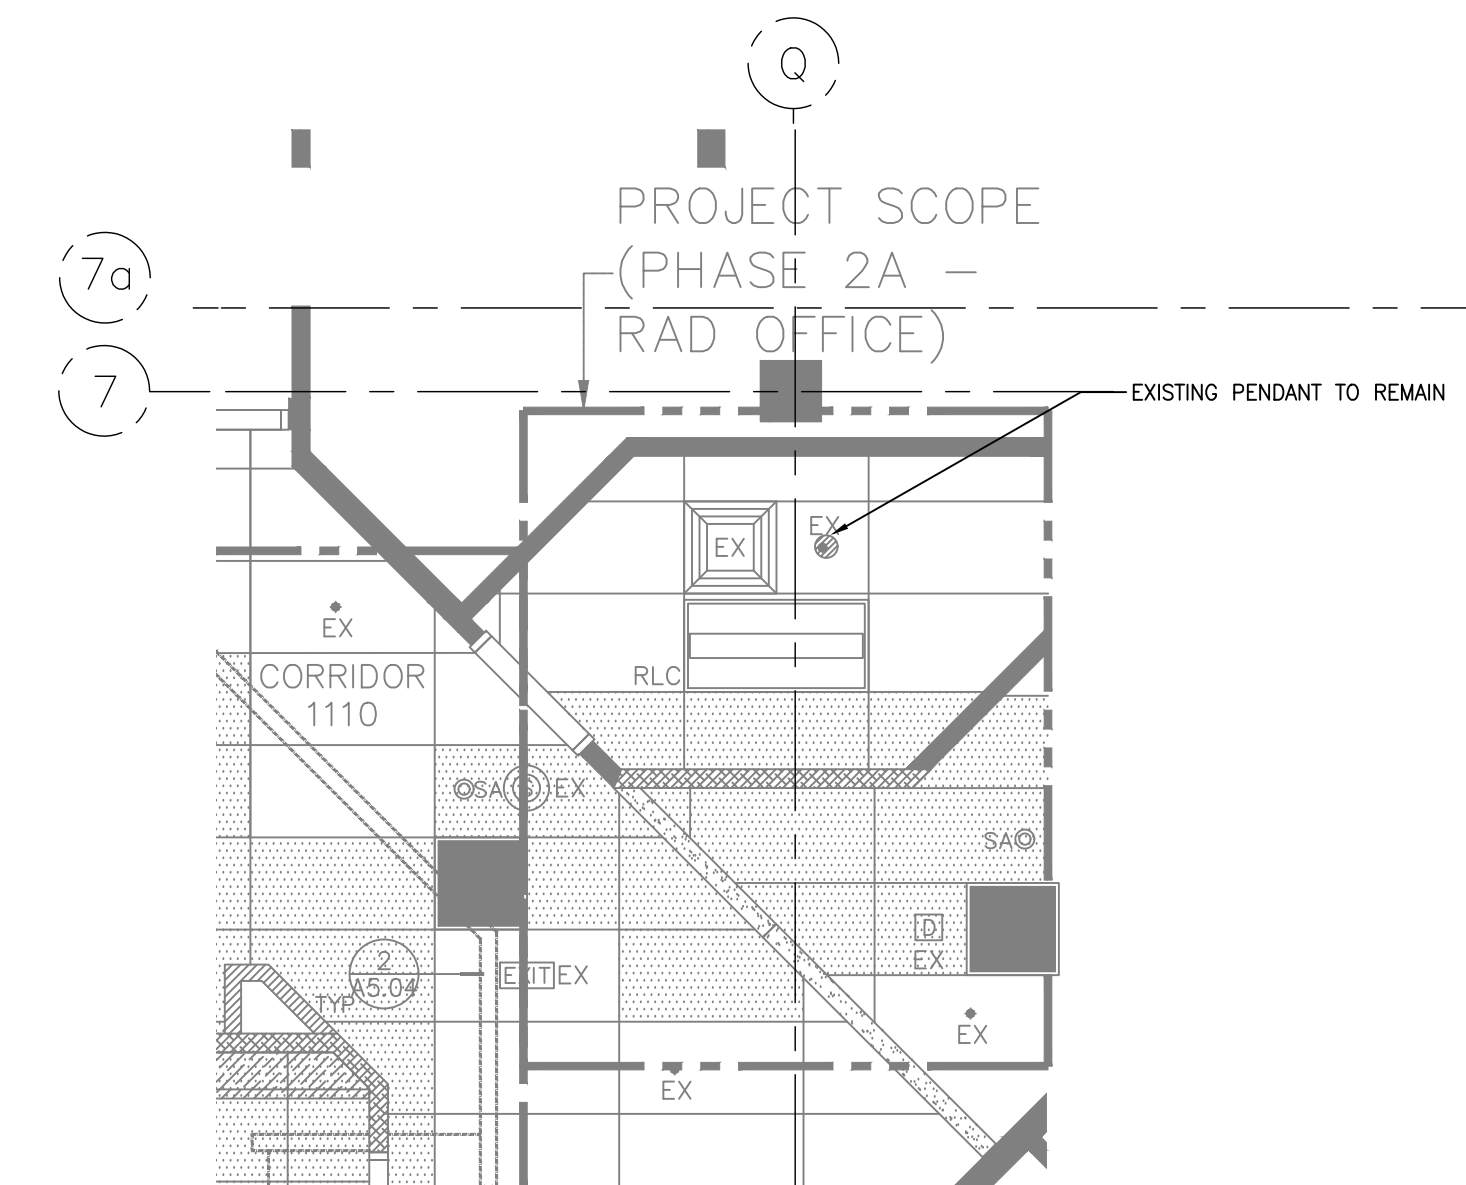 Q
PROJECT SCOPE
(PHASE 2A -
RAD OFFICE)
7a
7
EXISTING PENDANT TO REMAIN
EX
EX
EX
RLC
CORRIDOR
1110
SA S EX
SA
D
EX
2
A5.04
TYP
EXIT EX
EX
EX